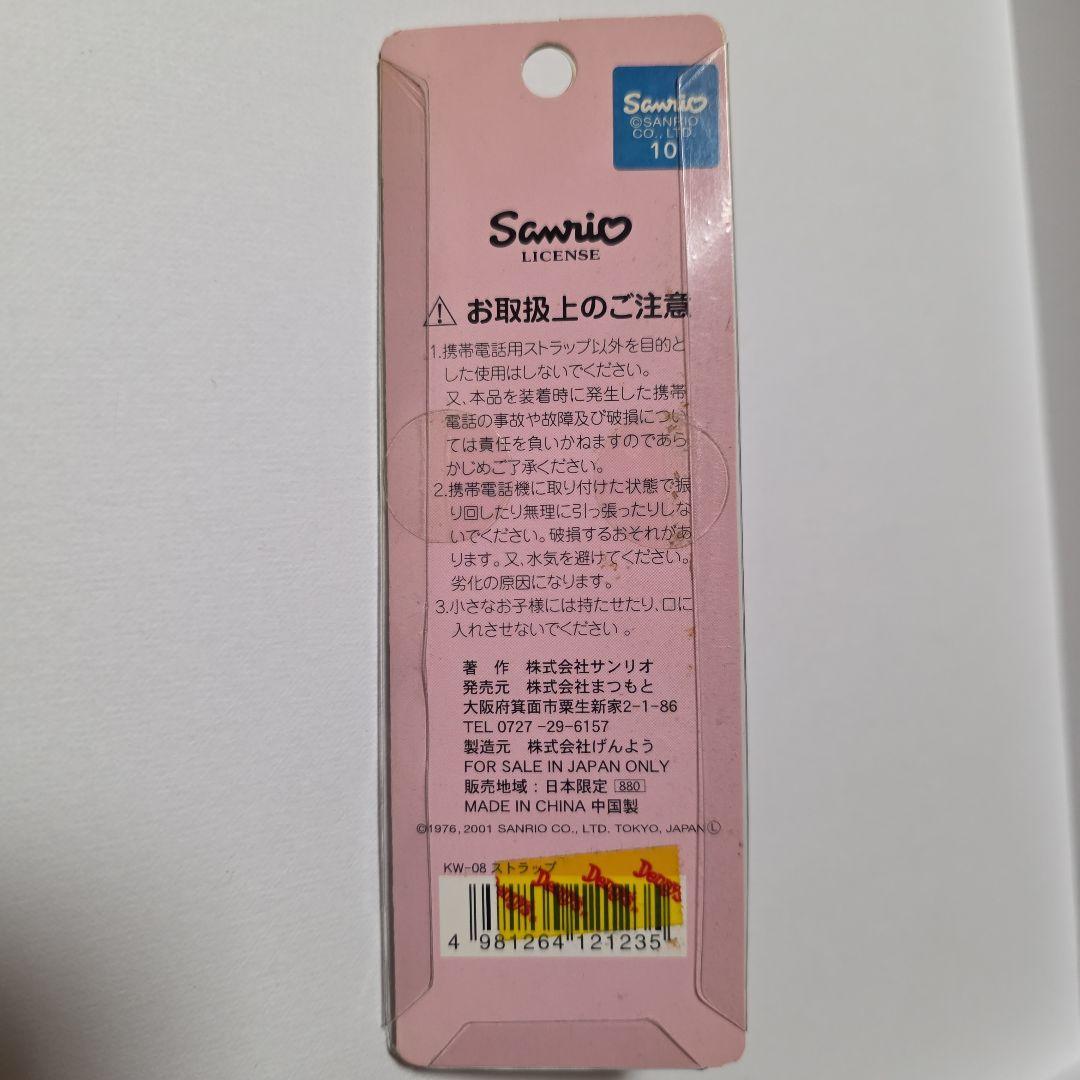 Sanrio
©SANRIO
CO., LTD.
10
Sanrio
LICENSE
お取扱上のご注意
1.携帯電話用ストラップ以外を目的と
した使用はしないでください。
又、本品を装着時に発生した携帯
電話の事故や故障及び破損につい
ては責任を負いかねますのであら
かじめご了承ください。
2.携帯電話機に取り付けた状態で振
り回したり無理に引っ張ったりしな
いでください。破損するおそれがあ
ります。又、水気を避けてください。
劣化の原因になります。
3.小さなお子様には持たせたり、口に
入れさせないでください。
著 作 株式会社サンリオ
発売元 株式会社まつもと
大阪府箕面市粟生新家2-1-86
TEL 0727-29-6157
製造元 株式会社げんよう
FOR SALE IN JAPAN ONLY
販売地域：日本限定 880
MADE IN CHINA 中国製
©1976, 2001 SANRIO CO., LTD. TOKYO, JAPAN Ⓛ
KW-08 ストラップ
Denny's Denny's Denny's Denny's
4 981264 121235